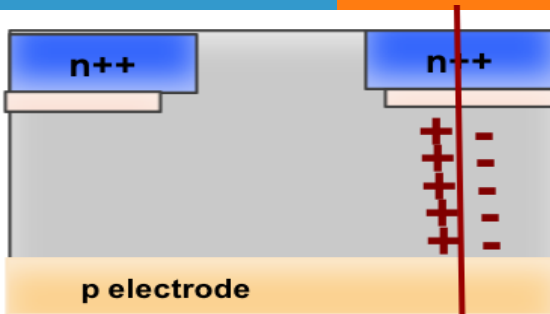 n++
n++
+ -
+ -
+ -
+ -
+ -
p electrode